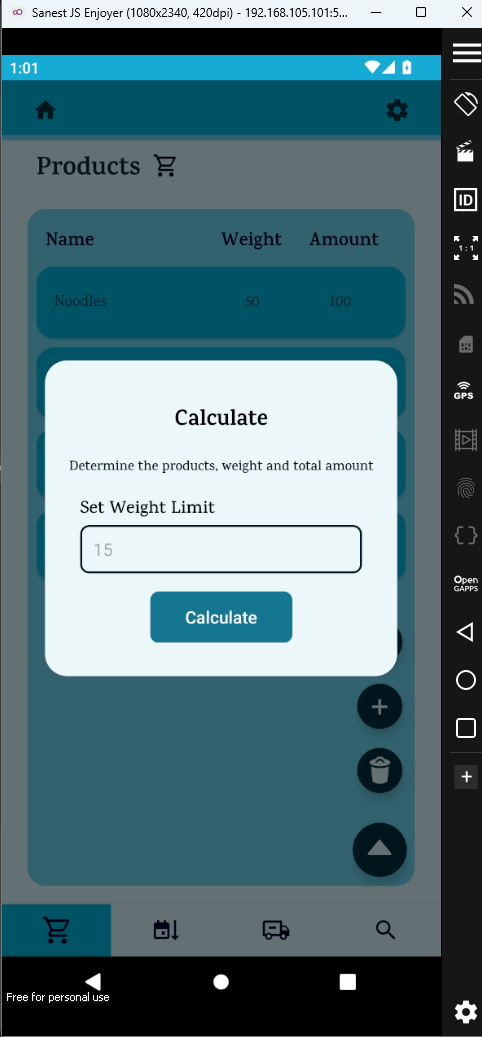 Sanest JS Enjoyer (1080x2340, 420dpi) - 192.168.105.101:5...
1:01
Products
Name Weight Amount
Noodles 50 100
Calculate
Determine the products, weight and total amount
Set Weight Limit
15
Calculate
Free for personal use
ID
1:1
GPS
Open
GAPPS